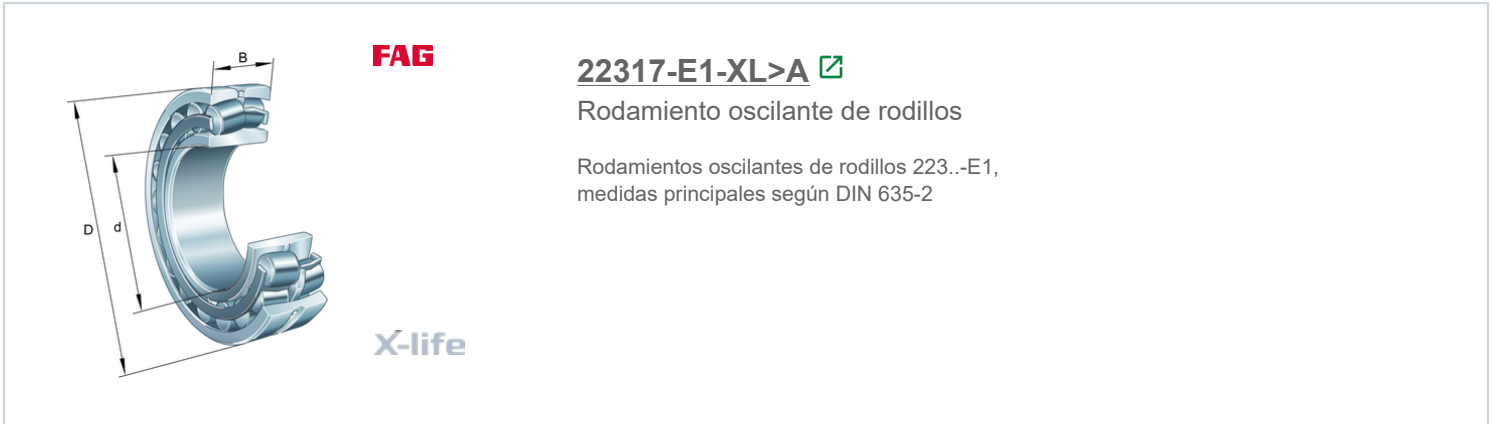 B
FAG
D
d
X-life
22317-E1-XL>A
Rodamiento oscilante de rodillos
Rodamientos oscilantes de rodillos 223..-E1,
medidas principales según DIN 635-2